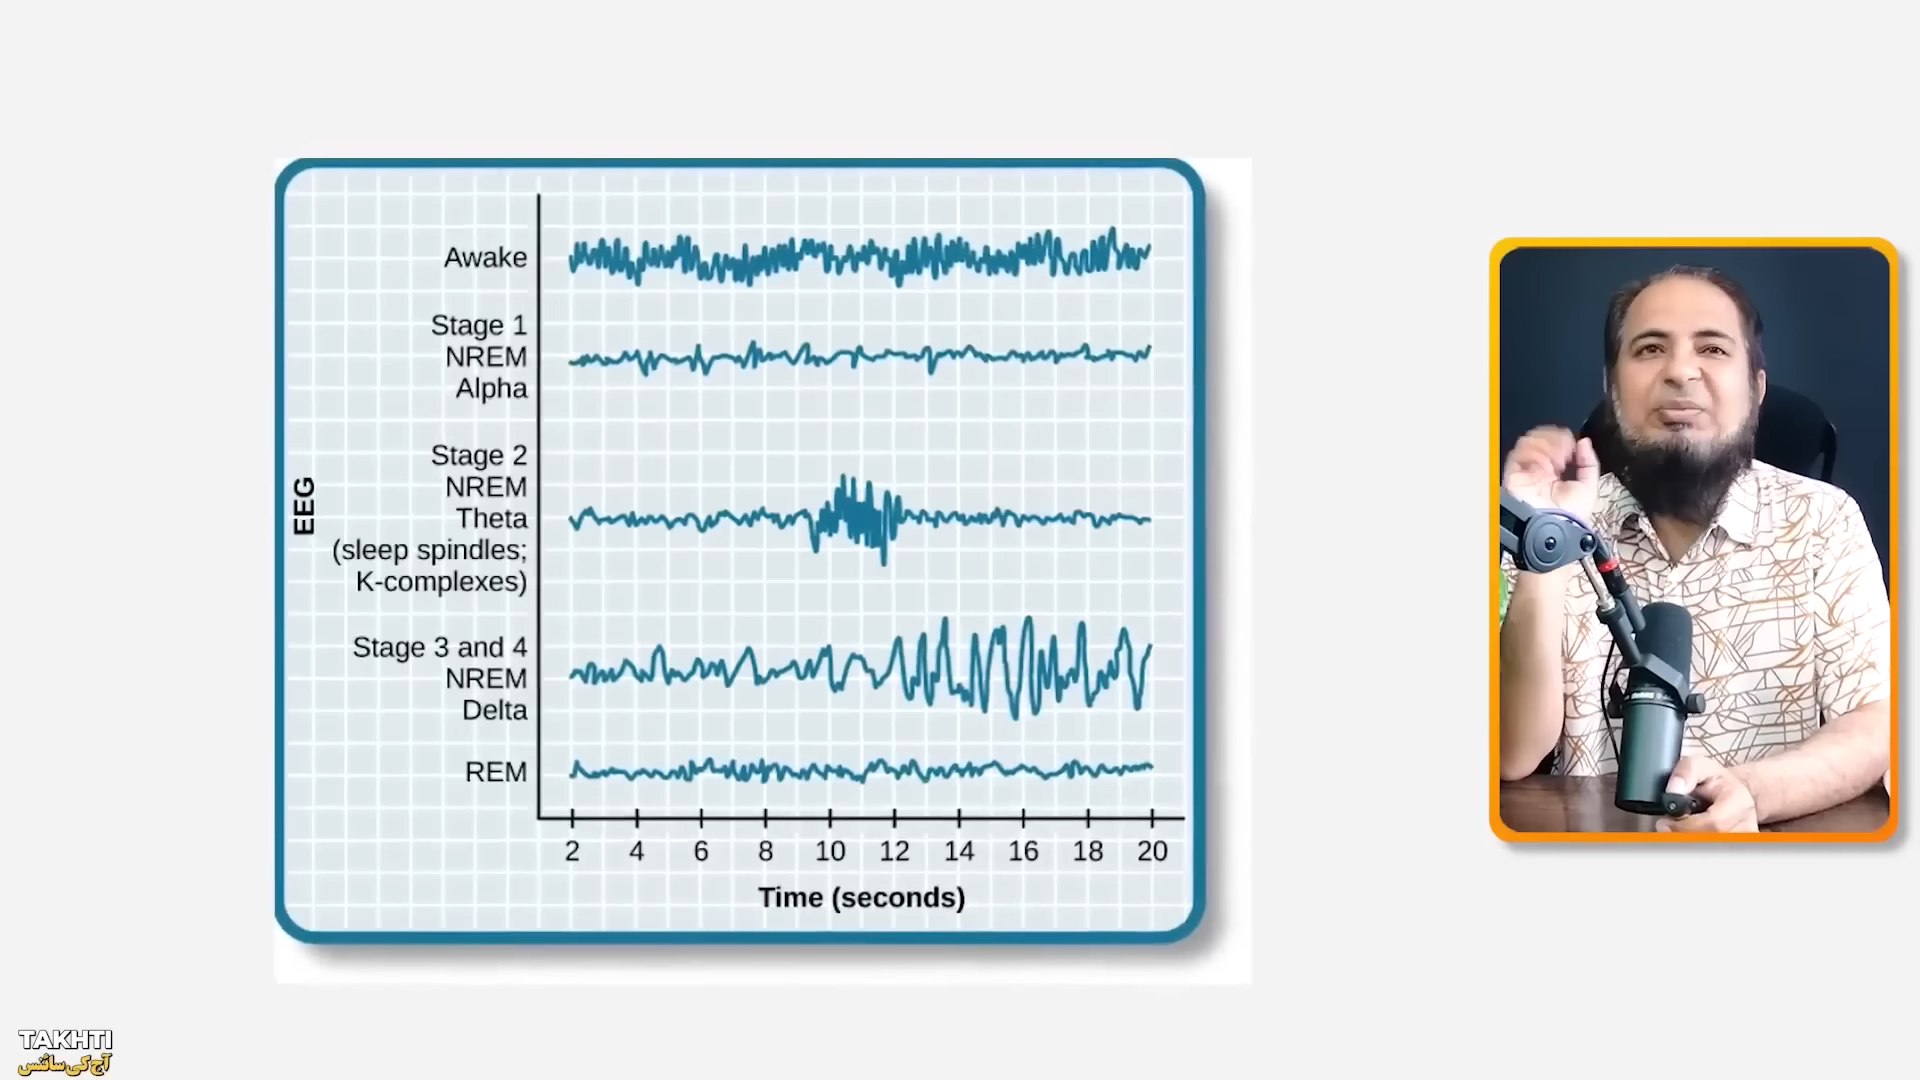 Awake
Stage 1
NREM
Alpha
Stage 2
NREM
Theta
(sleep spindles;
K-complexes)
Stage 3 and 4
NREM
Delta
REM
EEG
2 4 6 8 10 12 14 16 18 20
Time (seconds)
TAKHTI
آج کی سائنس